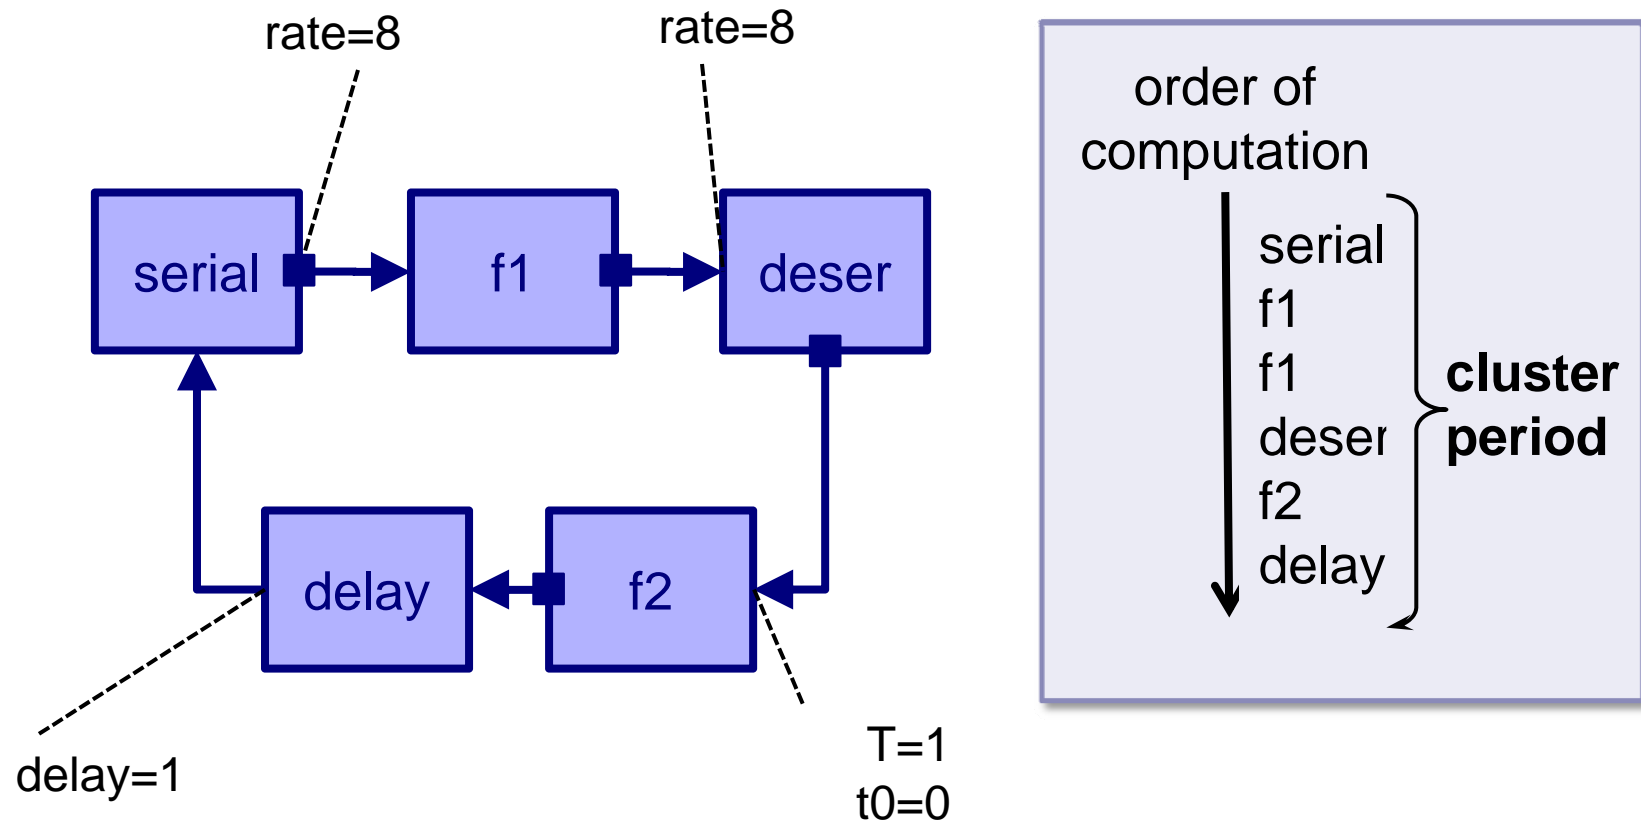 rate=8
rate=8
serial
f1
deser
delay
f2
delay=1
T=1
t0=0
order of
computation
serial
f1
f1
deser
f2
delay
cluster
period